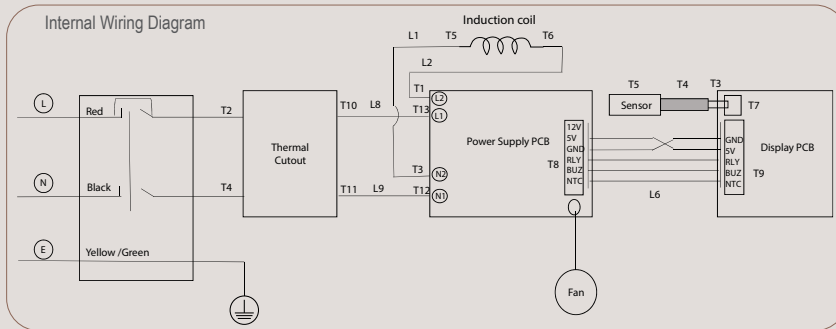 Internal Wiring Diagram
Induction coil
L1 T5 T6
L2
L
Red
T2
T10 L8
T1
L2
T13
L1
Thermal
Cutout
Power Supply PCB
12V
5V
GND
RLY
BUZ
NTC
T8
T5 T4 T3
Sensor
T7
GND
5V
RLY
BUZ
NTC
Display PCB
T9
L6
N
Black
T4
T11 L9
T3
N2
T12
N1
E
Yellow /Green
Fan